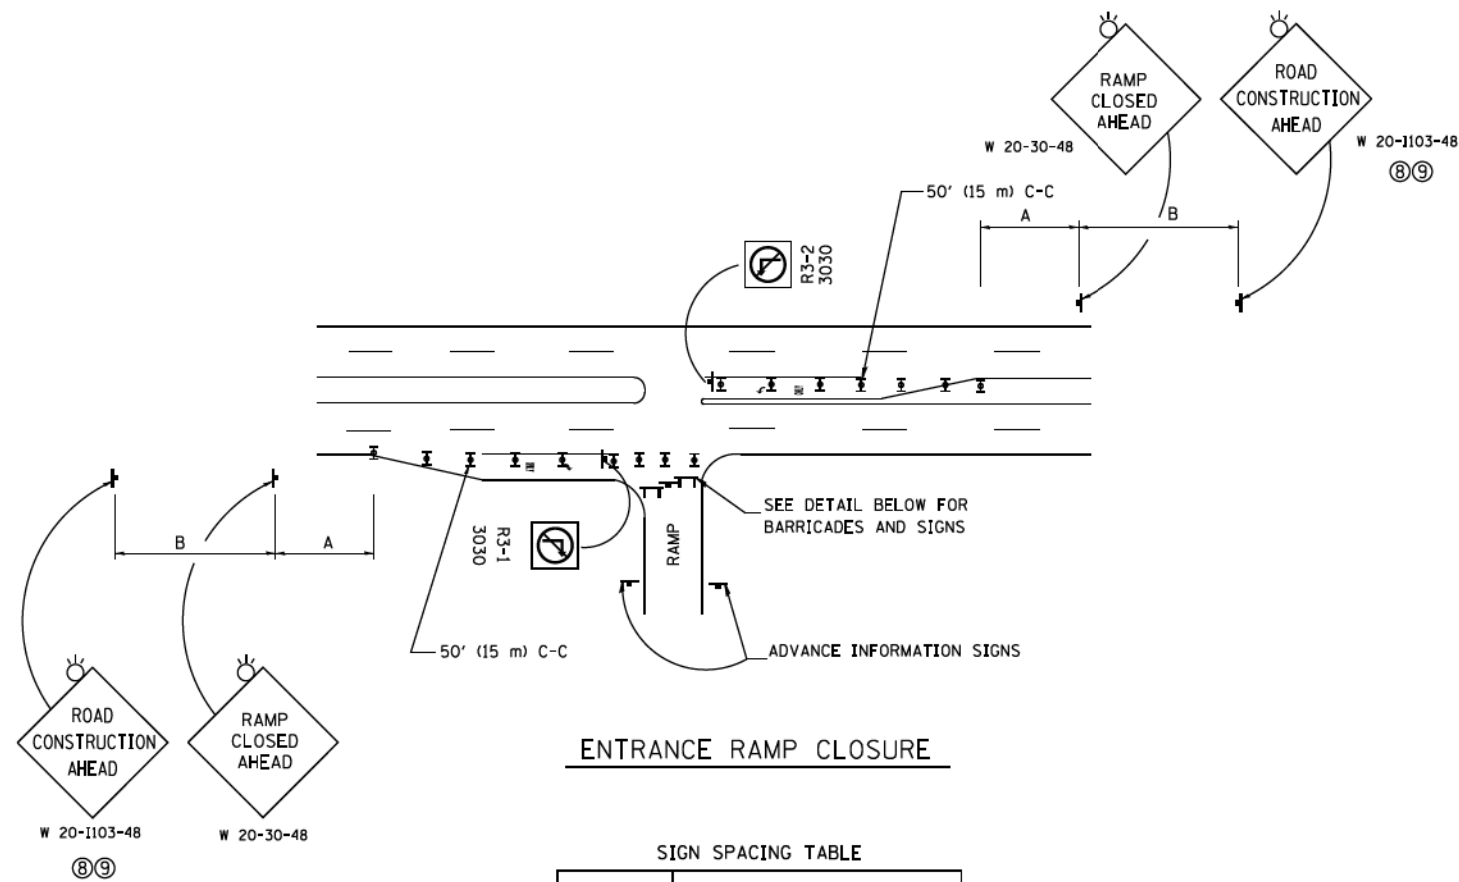 RAMP
CLOSED
AHEAD
W 20-30-48
ROAD
CONSTRUCTION
AHEAD
W 20-I103-48
⑧⑨
50' (15 m) C-C
A
B
R3-2
3030
SEE DETAIL BELOW FOR
BARRICADES AND SIGNS
RAMP
R3-1
3030
B
A
50' (15 m) C-C
ADVANCE INFORMATION SIGNS
ROAD
CONSTRUCTION
AHEAD
W 20-I103-48
⑧⑨
RAMP
CLOSED
AHEAD
W 20-30-48
ENTRANCE RAMP CLOSURE
SIGN SPACING TABLE